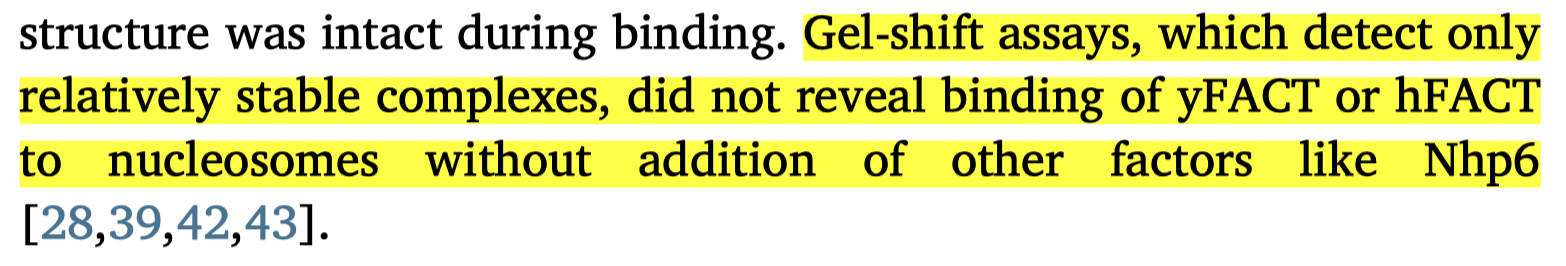 structure was intact during binding. Gel-shift assays, which detect only
relatively stable complexes, did not reveal binding of yFACT or hFACT
to nucleosomes without addition of other factors like Nhp6
[28,39,42,43].